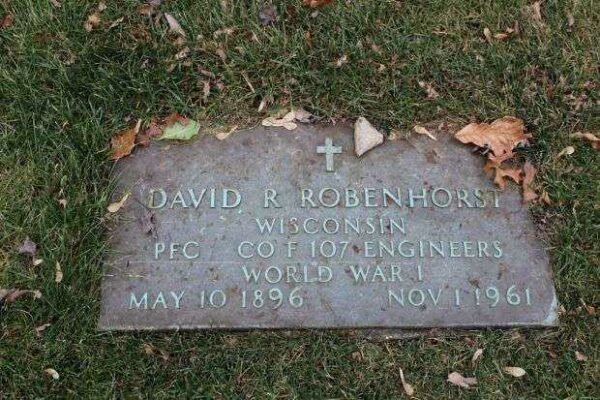 DAVID R ROBENHORST
WISCONSIN
PFC CO F 107 ENGINEERS
WORLD WAR I
MAY 10 1896 NOV 1 1961